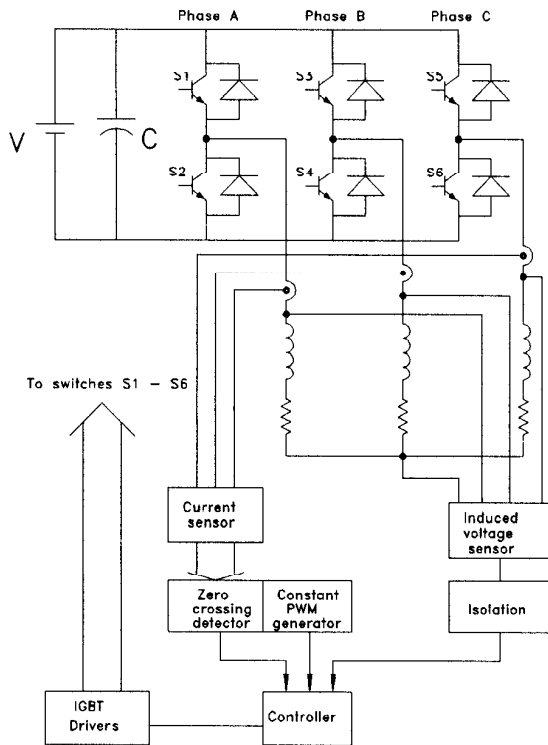 Phase A Phase B Phase C
S1 S3 S5
V C
S2 S4 S6
To switches S1 - S6
Current
sensor
Induced
voltage
sensor
Zero
crossing
detector
Constant
PWM
generator
Isolation
IGBT
Drivers
Controller